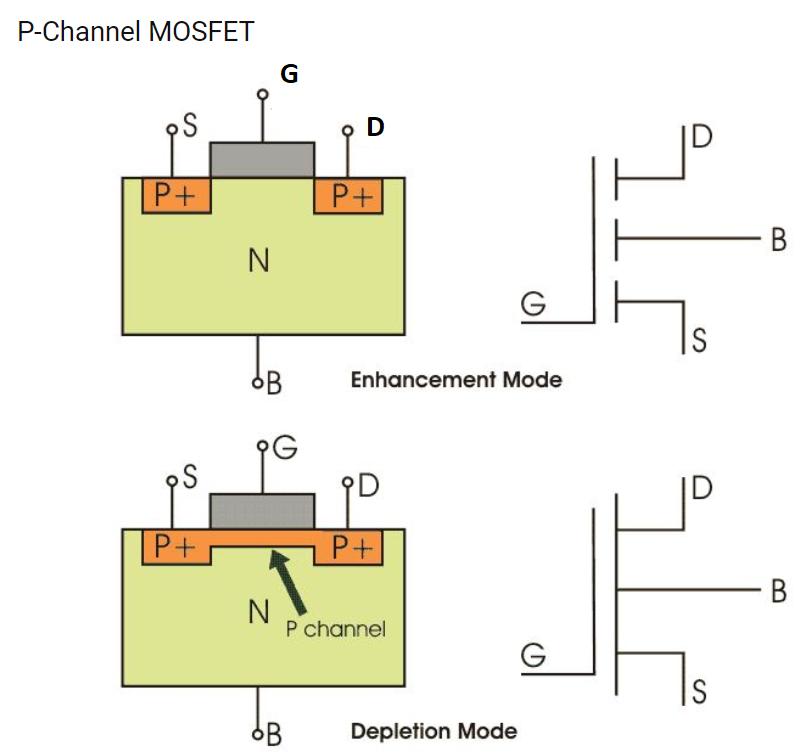 P-Channel MOSFET
G
S
D
P+
P+
N
B
D
B
G
S
Enhancement Mode
G
S
D
P+
P+
N
P channel
B
D
B
G
S
Depletion Mode